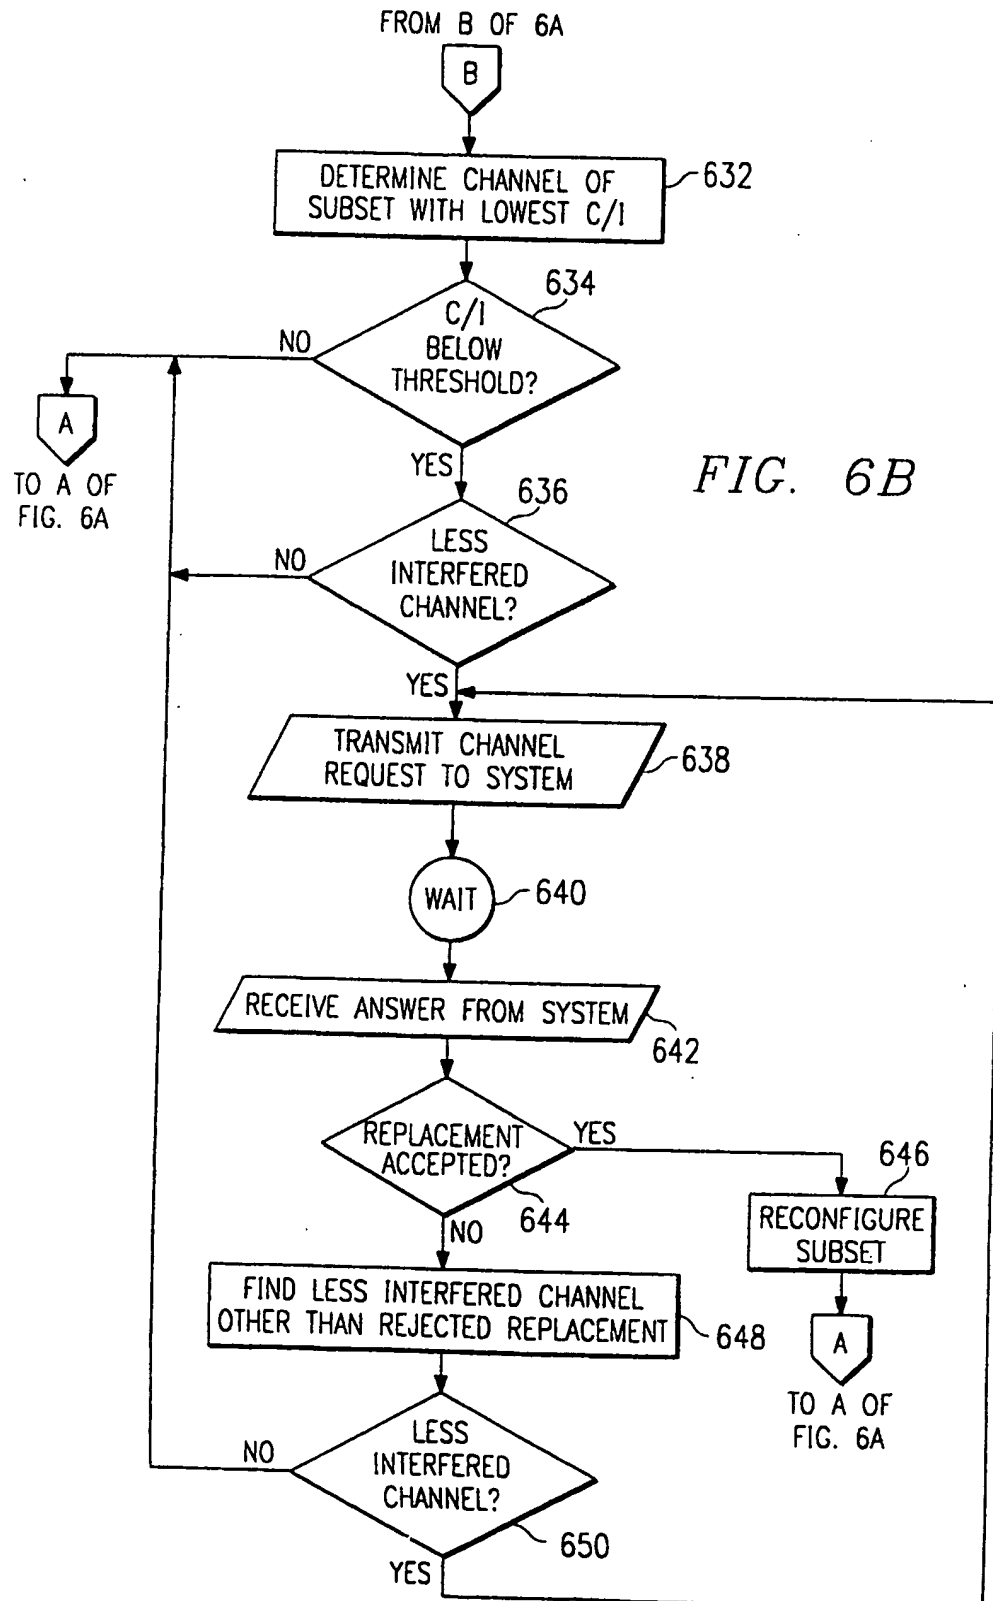 FROM B OF 6A
B
DETERMINE CHANNEL OF
SUBSET WITH LOWEST C/I
632
634
C/I
BELOW
THRESHOLD?
NO
A
TO A OF
FIG. 6A
YES
FIG. 6B
636
LESS
INTERFERED
CHANNEL?
NO
YES
TRANSMIT CHANNEL
REQUEST TO SYSTEM
638
WAIT
640
RECEIVE ANSWER FROM SYSTEM
642
REPLACEMENT
ACCEPTED?
YES
644
NO
646
RECONFIGURE
SUBSET
A
TO A OF
FIG. 6A
FIND LESS INTERFERED CHANNEL
OTHER THAN REJECTED REPLACEMENT
648
LESS
INTERFERED
CHANNEL?
NO
650
YES